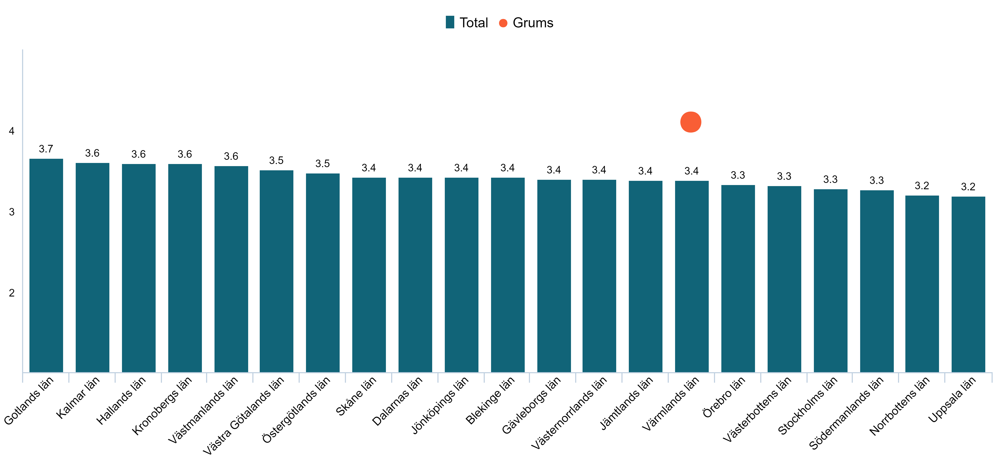 Total Grums
4
3
2
3.7 3.6 3.6 3.6 3.6 3.5 3.5 3.4 3.4 3.4 3.4 3.4 3.4 3.4 3.4 3.3 3.3 3.3 3.3 3.2 3.2
Gotlands län
Kalmar län
Hallands län
Kronobergs län
Västmanlands län
Västra Götalands län
Östergötlands län
Skåne län
Dalarnas län
Jönköpings län
Blekinge län
Gävleborgs län
Västernorrlands län
Jämtlands län
Värmlands län
Örebro län
Västerbottens län
Stockholms län
Södermanlands län
Norrbottens län
Uppsala län